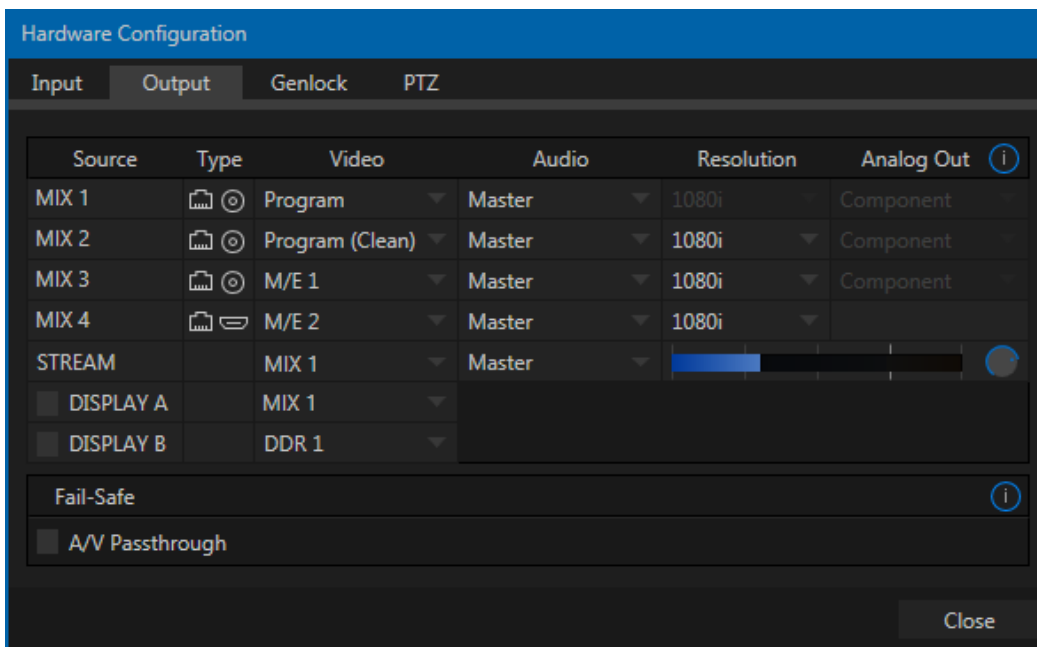 Hardware Configuration
Input Output Genlock PTZ
Source Type Video Audio Resolution Analog Out i
MIX 1 Program Master 1080i Component
MIX 2 Program (Clean) Master 1080i Component
MIX 3 M/E 1 Master 1080i Component
MIX 4 M/E 2 Master 1080i
STREAM MIX 1 Master
DISPLAY A MIX 1
DISPLAY B DDR 1
Fail-Safe i
A/V Passthrough
Close